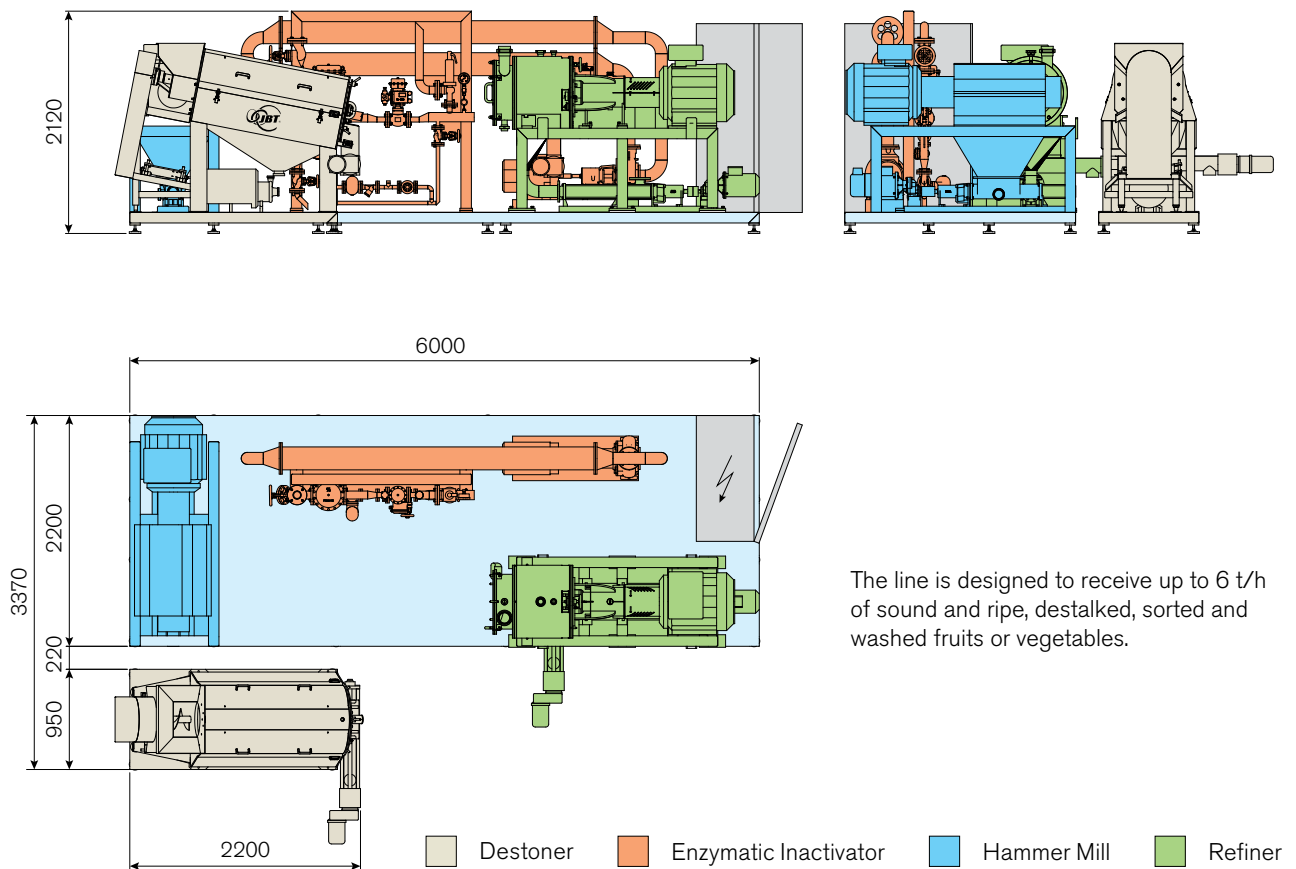 2120
JBT
6000
3370
2200
220
950
2200
The line is designed to receive up to 6 t/h
of sound and ripe, destalked, sorted and
washed fruits or vegetables.
Destoner
Enzymatic Inactivator
Hammer Mill
Refiner